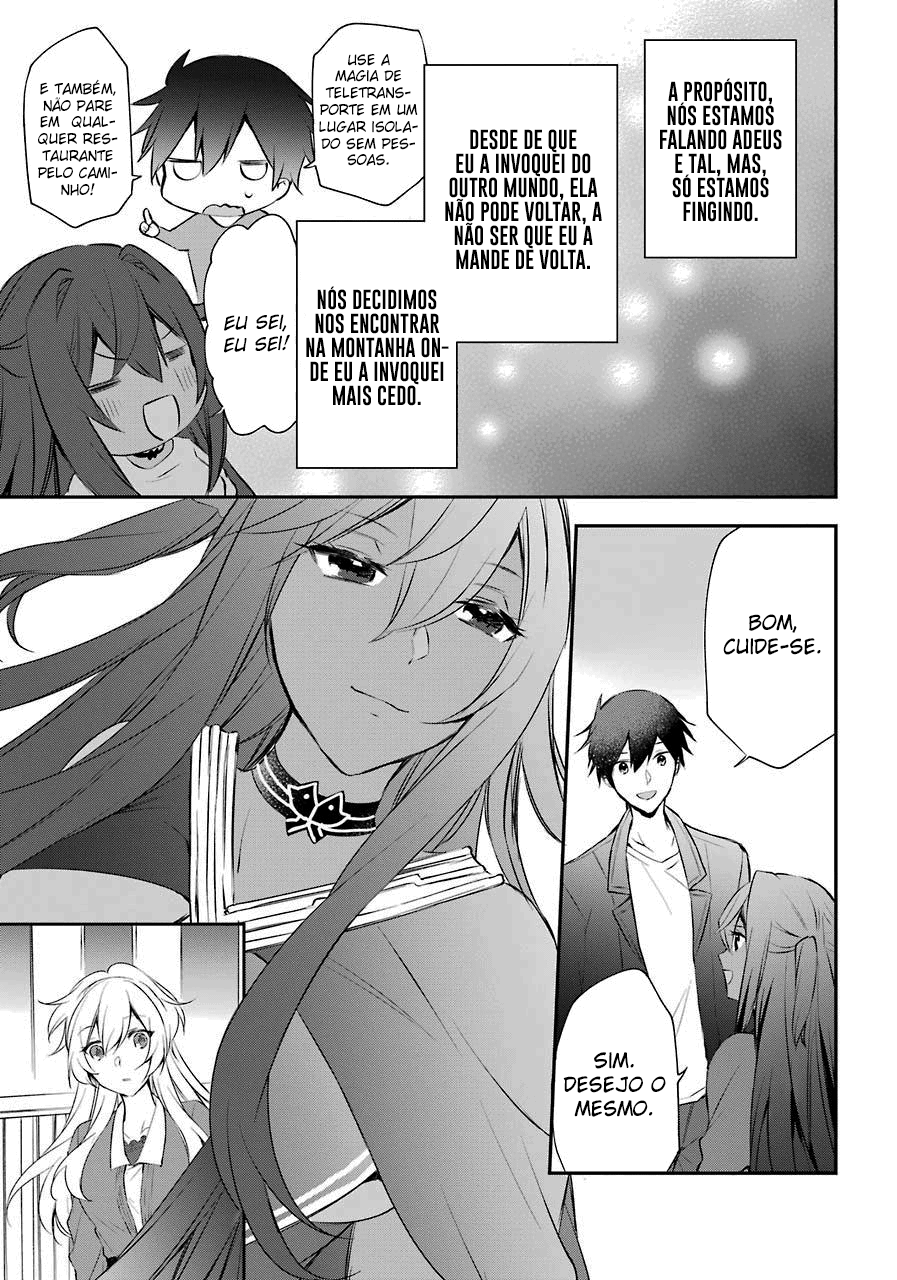 A PROPÓSITO,
NÓS ESTAMOS
FALANDO ADEUS
E TAL, MAS,
SÓ ESTAMOS
FINGINDO.
DESDE DE QUE
EU A INVOQUEI DO
OUTRO MUNDO, ELA
NÃO PODE VOLTAR, A
NÃO SER QUE EU A
MANDE DE VOLTA.
NÓS DECIDIMOS
NOS ENCONTRAR
NA MONTANHA ON-
DE EU A INVOQUEI
MAIS CEDO.
USE A
MAGIA DE
TELETRANS-
PORTE EM UM
LUGAR ISOLA-
DO SEM PES-
SOAS.
E TAMBÉM,
NÃO PARE
EM QUAL-
QUER RES-
TAURANTE
PELO CAMI-
NHO!
EU SEI,
EU SEI!
BOM,
CUIDE-SE.
SIM.
DESEJO O
MESMO.